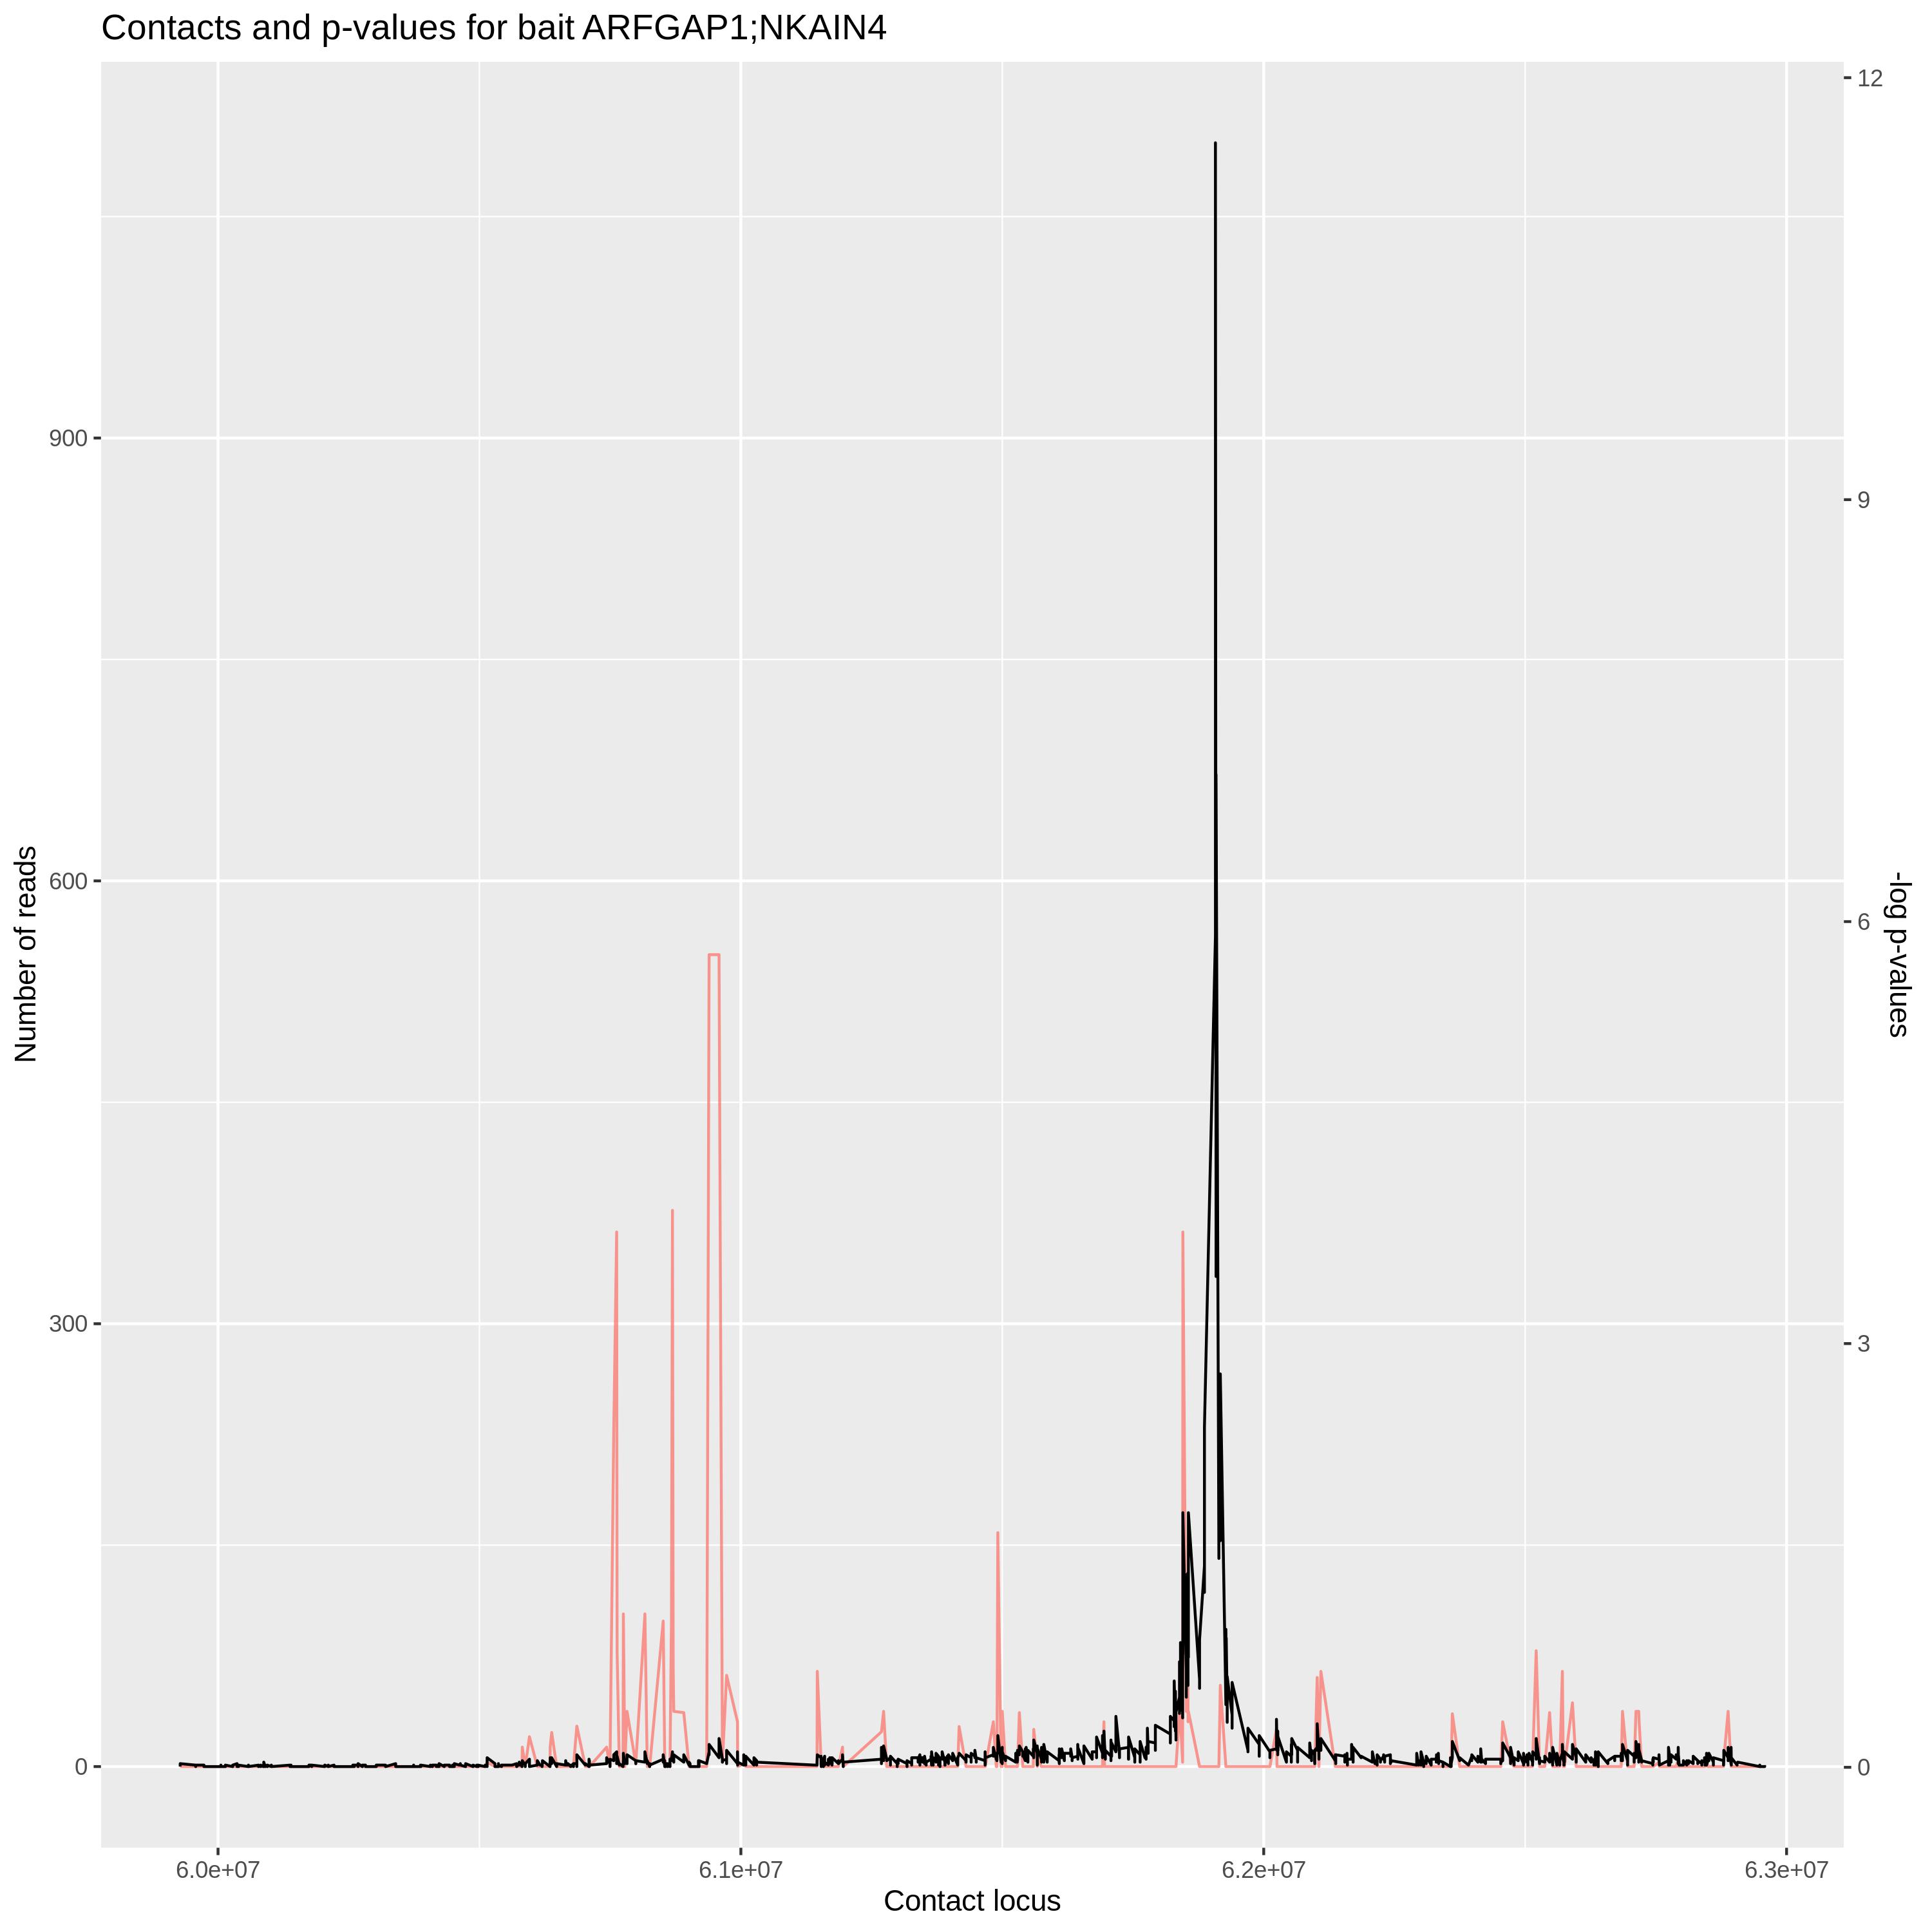 Contacts and p-values for bait ARFGAP1;NKAIN4
12
900
9
Number of reads
600
6
-log p-values
300
3
0
0
6.0e+07
6.1e+07
6.2e+07
6.3e+07
Contact locus